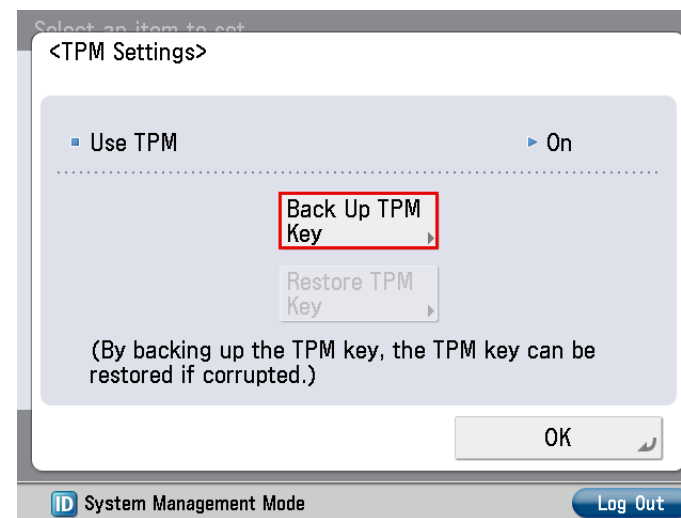 Select an item to set
<TPM Settings>
Use TPM
On
Back Up TPM
Key
Restore TPM
Key
(By backing up the TPM key, the TPM key can be
restored if corrupted.)
OK
ID System Management Mode
Log Out